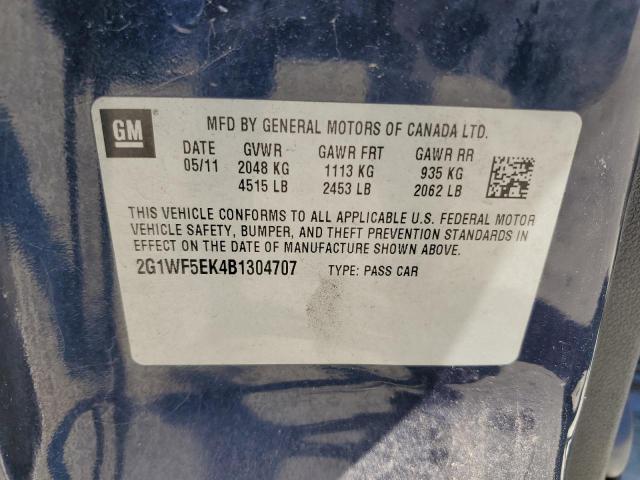 GM
MFD BY GENERAL MOTORS OF CANADA LTD.
DATE GVWR GAWR FRT GAWR RR
05/11 2048 KG 1113 KG 935 KG
4515 LB 2453 LB 2062 LB
THIS VEHICLE CONFORMS TO ALL APPLICABLE U.S. FEDERAL MOTOR
VEHICLE SAFETY, BUMPER, AND THEFT PREVENTION STANDARDS IN
EFFECT ON THE DATE OF MANUFACTURE SHOWN ABOVE.
2G1WF5EK4B1304707 TYPE: PASS CAR